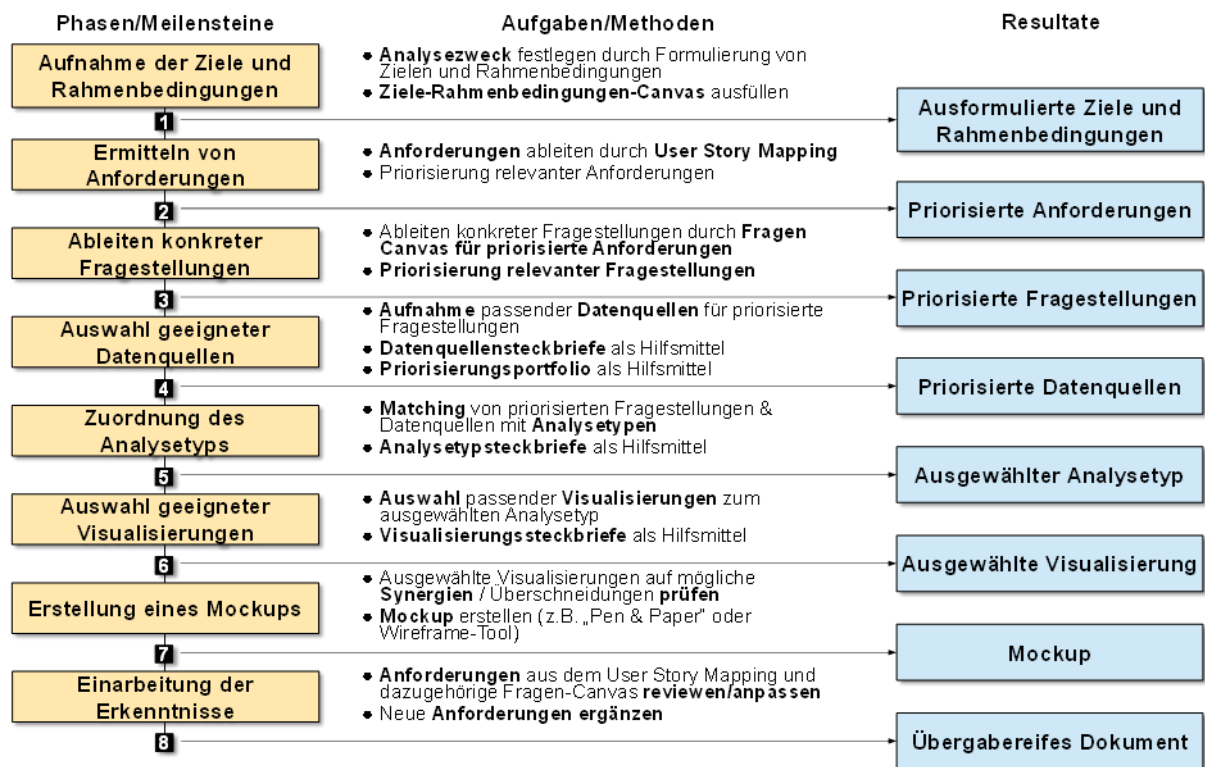 Phasen/Meilensteine
Aufgaben/Methoden
Resultate
Aufnahme der Ziele und
Rahmenbedingungen
● Analysezweck festlegen durch Formulierung von
Zielen und Rahmenbedingungen
● Ziele-Rahmenbedingungen-Canvas ausfüllen
1
Ausformulierte Ziele und
Rahmenbedingungen
Ermitteln von
Anforderungen
● Anforderungen ableiten durch User Story Mapping
● Priorisierung relevanter Anforderungen
2
Priorisierte Anforderungen
Ableiten konkreter
Fragestellungen
● Ableiten konkreter Fragestellungen durch Fragen
Canvas für priorisierte Anforderungen
● Priorisierung relevanter Fragestellungen
3
Priorisierte Fragestellungen
Auswahl geeigneter
Datenquellen
● Aufnahme passender Datenquellen für priorisierte
Fragestellungen
● Datenquellensteckbriefe als Hilfsmittel
● Priorisierungsportfolio als Hilfsmittel
4
Priorisierte Datenquellen
Zuordnung des
Analysetyps
● Matching von priorisierten Fragestellungen &
Datenquellen mit Analysetypen
● Analysetypsteckbriefe als Hilfsmittel
5
Ausgewählter Analysetyp
Auswahl geeigneter
Visualisierungen
● Auswahl passender Visualisierungen zum
ausgewählten Analysetyp
● Visualisierungssteckbriefe als Hilfsmittel
6
Ausgewählte Visualisierung
Erstellung eines Mockups
● Ausgewählte Visualisierungen auf mögliche
Synergien / Überschneidungen prüfen
● Mockup erstellen (z.B. „Pen & Paper" oder
Wireframe-Tool)
7
Mockup
Einarbeitung der
Erkenntnisse
● Anforderungen aus dem User Story Mapping und
dazugehörige Fragen-Canvas reviewen/anpassen
● Neue Anforderungen ergänzen
8
Übergabereifes Dokument